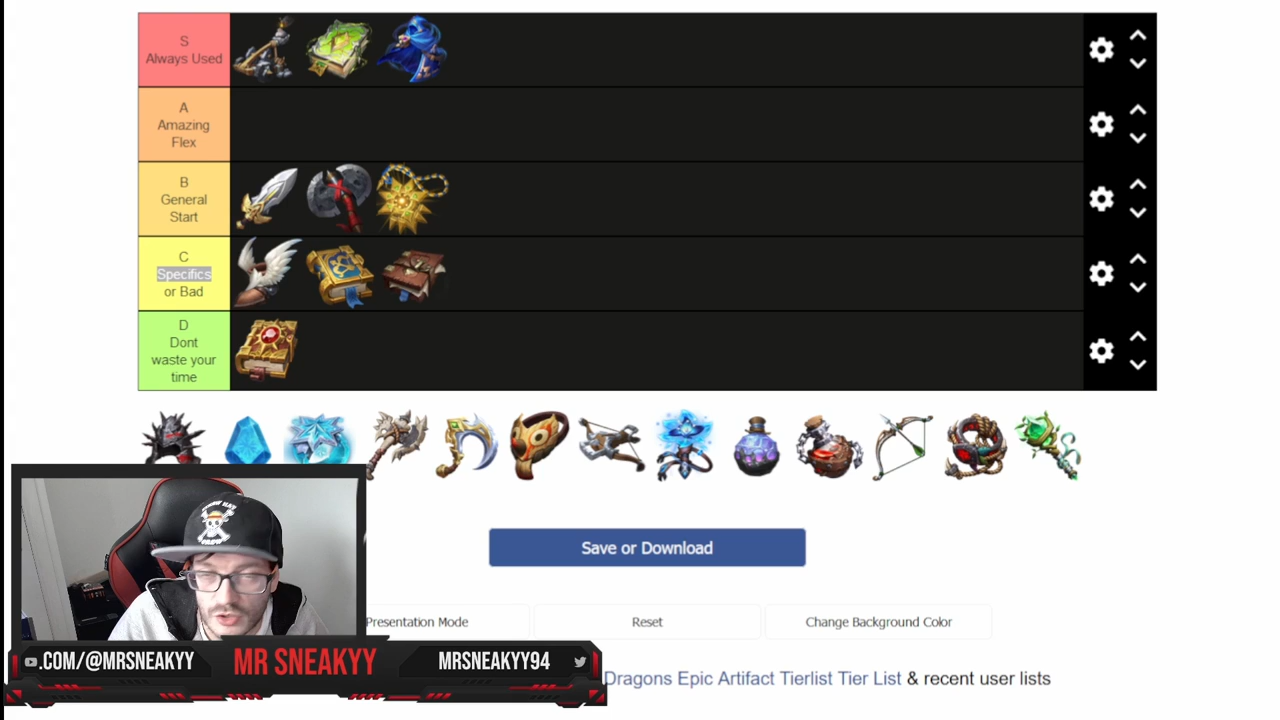 S
Always Used
A
Amazing
Flex
B
General
Start
C
Specifics
or Bad
D
Dont
waste your
time
Save or Download
Presentation Mode
Reset
Change Background Color
.COM/@MRSNEAKYY
MR SNEAKYY
MRSNEAKYY94
Dragons Epic Artifact Tierlist Tier List & recent user lists